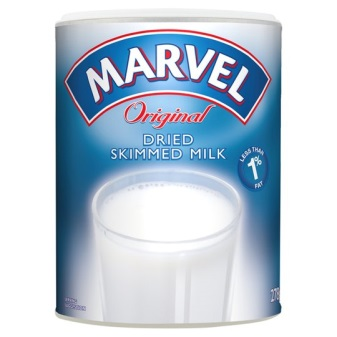 MARVEL
Original
DRIED
SKIMMED MILK
LESS THAN
1%
FAT